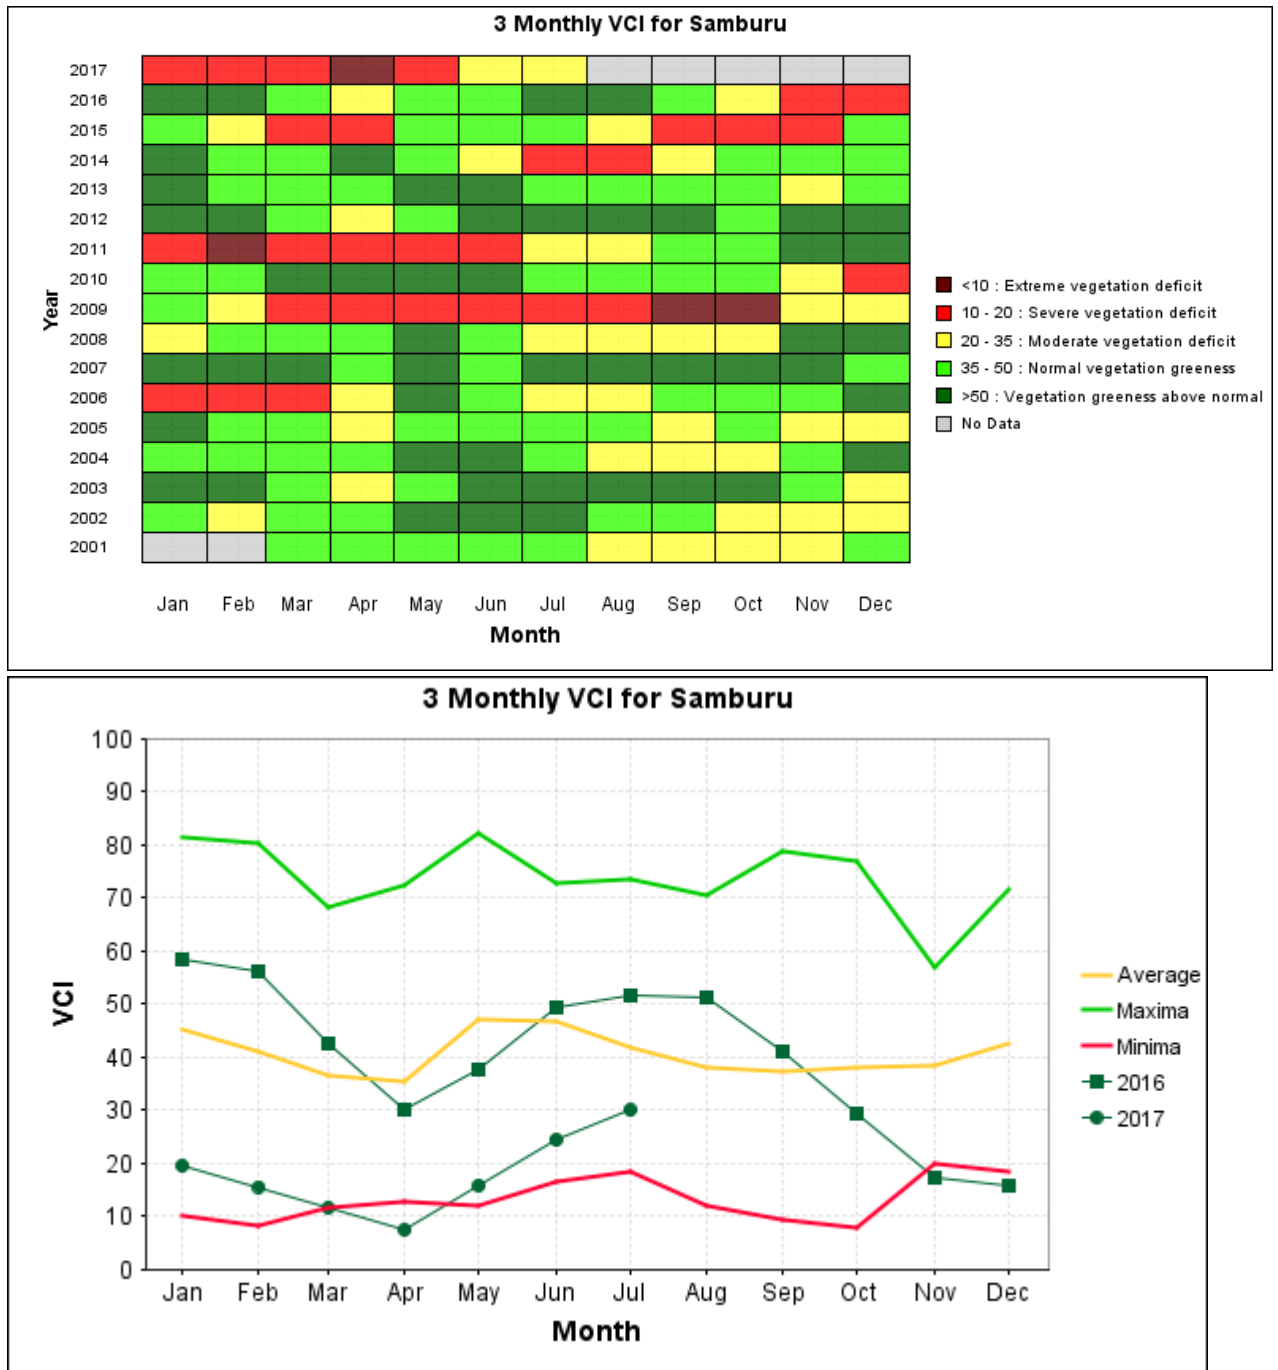 3 Monthly VCI for Samburu
2017
2016
2015
2014
2013
2012
2011
2010
2009
2008
2007
2006
2005
2004
2003
2002
2001
Year
Jan Feb Mar Apr May Jun Jul Aug Sep Oct Nov Dec
Month
<10 : Extreme vegetation deficit
10 - 20 : Severe vegetation deficit
20 - 35 : Moderate vegetation deficit
35 - 50 : Normal vegetation greeness
>50 : Vegetation greeness above normal
No Data
3 Monthly VCI for Samburu
100
90
80
70
60
50
40
30
20
10
0
VCI
Jan Feb Mar Apr May Jun Jul Aug Sep Oct Nov Dec
Month
Average
Maxima
Minima
2016
2017